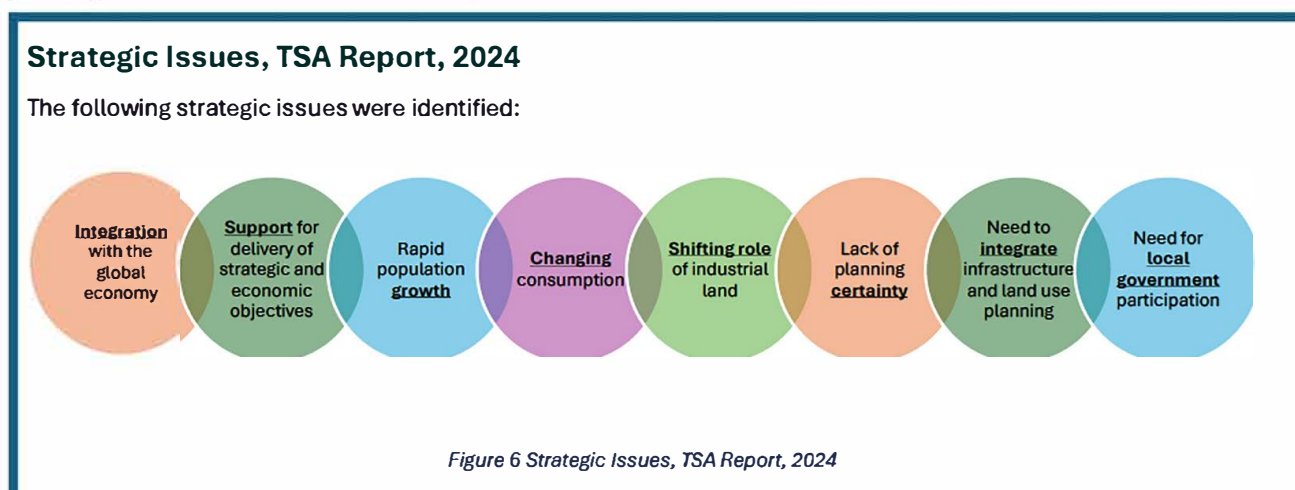 Strategic Issues, TSA Report, 2024
The following strategic issues were identified:
Integration
with the
global
economy
Support for
delivery of
strategic and
economic
objectives
Rapid
population
growth
Changing
consumption
Shifting role
of industrial
land
Lack of
planning
certainty
Need to
integrate
infrastructure
and land use
planning
Need for
local
government
participation
Figure 6 Strategic Issues, TSA Report, 2024